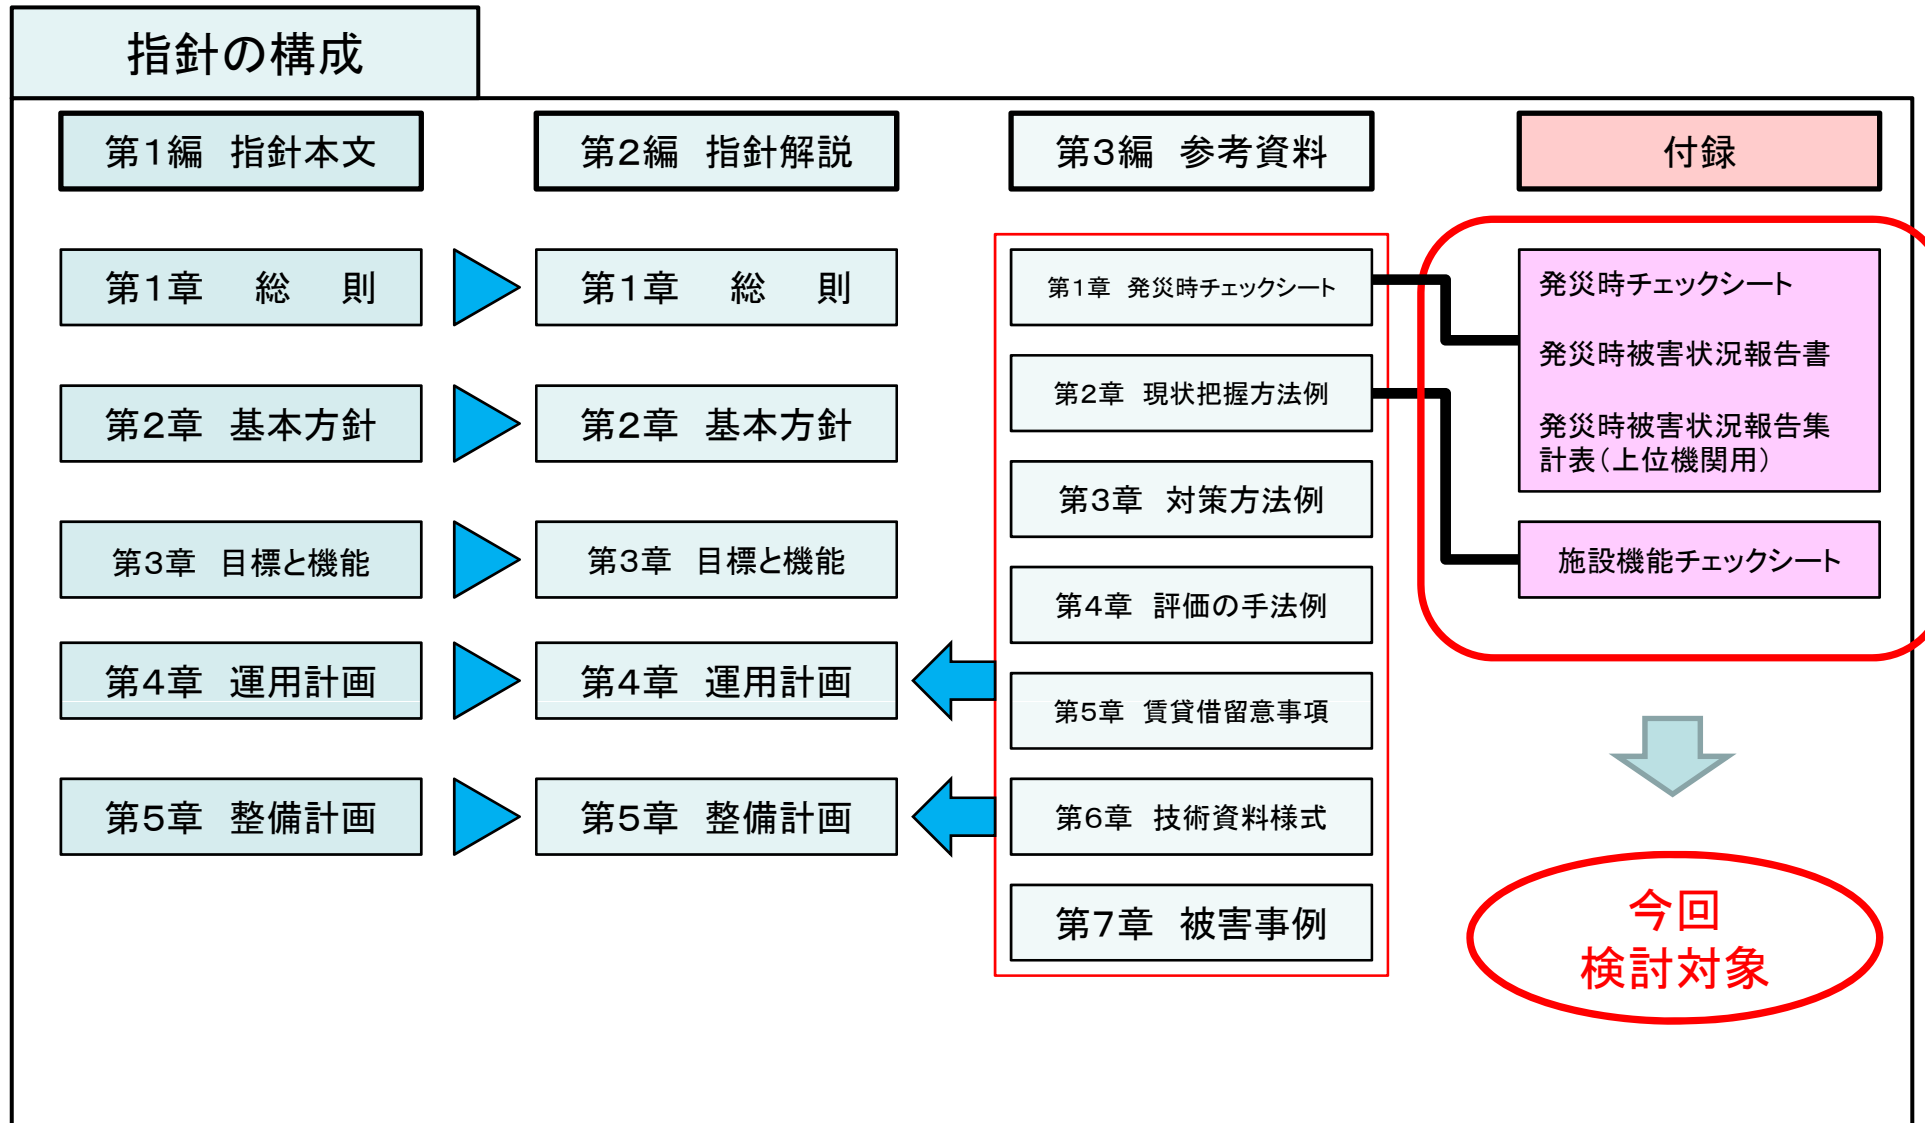 指針の構成
第1編 指針本文
第2編 指針解説
第3編 参考資料
付録
第1章 総 則
第2章 基本方針
第3章 目標と機能
第4章 運用計画
第5章 整備計画
第1章 総 則
第2章 基本方針
第3章 目標と機能
第4章 運用計画
第5章 整備計画
第1章 発災時チェックシート
第2章 現状把握方法例
第3章 対策方法例
第4章 評価の手法例
第5章 賃貸借留意事項
第6章 技術資料様式
第7章 被害事例
発災時チェックシート
発災時被害状況報告書
発災時被害状況報告集
計表(上位機関用)
施設機能チェックシート
今回
検討対象